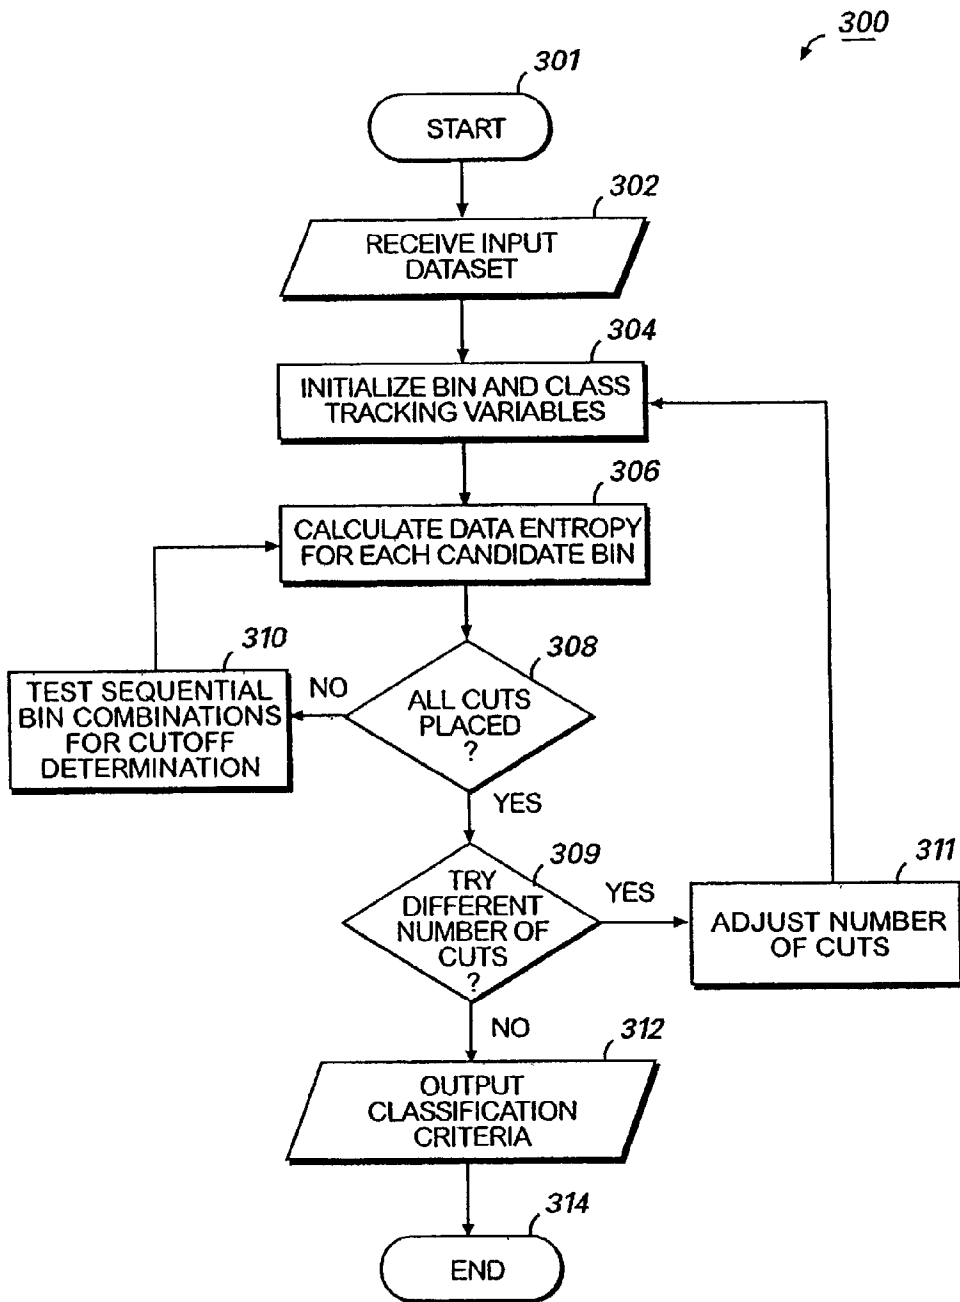 300
301
START
302
RECEIVE INPUT
DATASET
304
INITIALIZE BIN AND CLASS
TRACKING VARIABLES
306
CALCULATE DATA ENTROPY
FOR EACH CANDIDATE BIN
310
TEST SEQUENTIAL
BIN COMBINATIONS
FOR CUTOFF
DETERMINATION
NO
308
ALL CUTS
PLACED
?
YES
309
TRY
DIFFERENT
NUMBER OF
CUTS
?
YES
311
ADJUST NUMBER
OF CUTS
NO
312
OUTPUT
CLASSIFICATION
CRITERIA
314
END